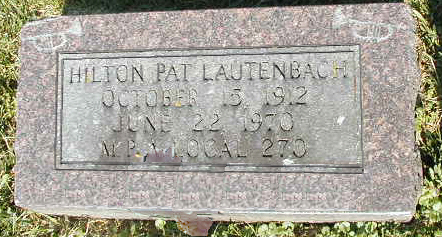 HILTON PAT LAUTENBACH
OCTOBER 15, 1912
JUNE 22, 1970
M.P.A. LOCAL 270